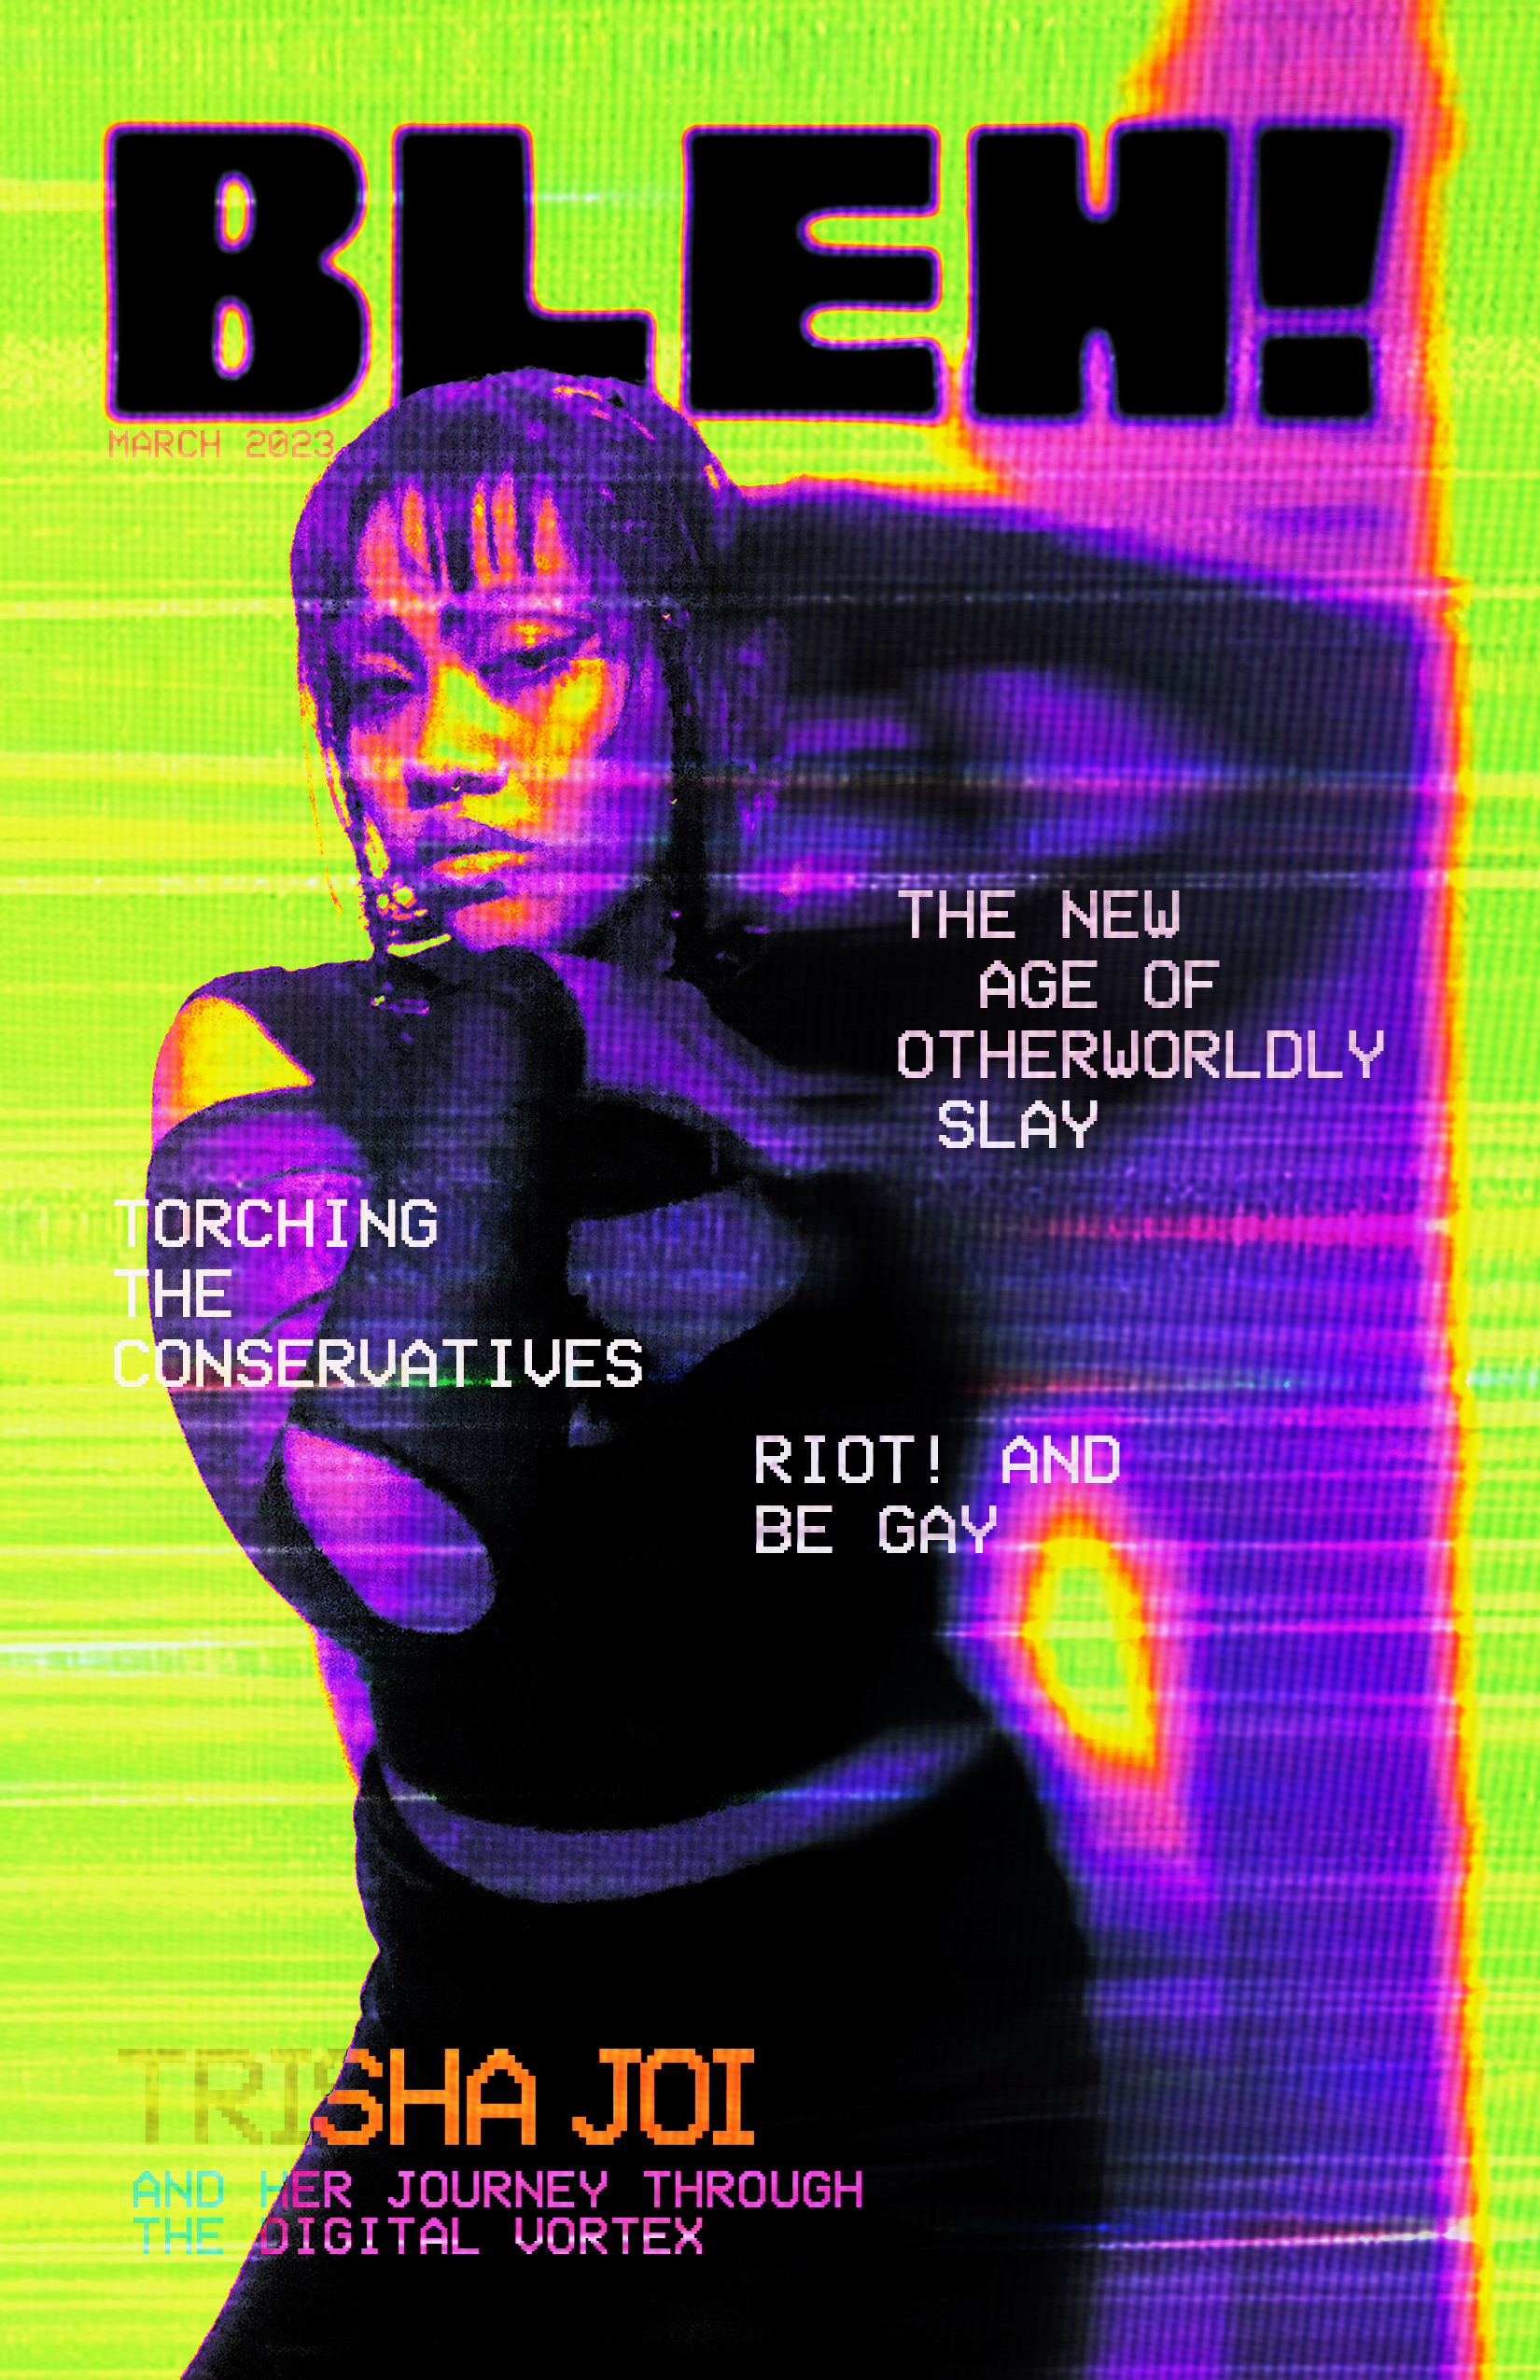 BLEH!
MARCH 2023
THE NEW
AGE OF
OTHERWORLDLY
SLAY
TORCHING
THE
CONSERVATIVES
RIOT! AND
BE GAY
TRISHA JOI
AND HER JOURNEY THROUGH
THE DIGITAL VORTEX